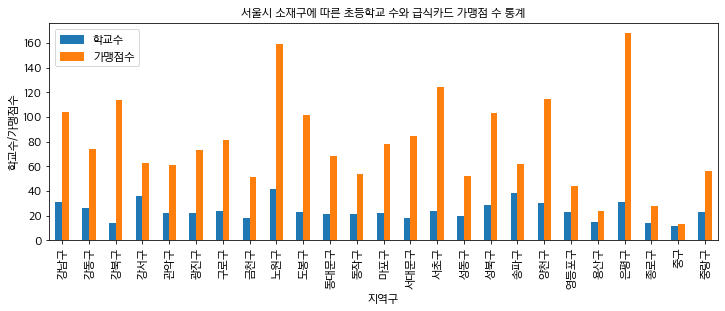 서울시 소재구에 따른 초등학교 수와 급식카드 가맹점 수 통계
학교수
가맹점수
학교수/가맹점수
160
140
120
100
80
60
40
20
0
강남구
강동구
강북구
강서구
관악구
광진구
구로구
금천구
노원구
도봉구
동대문구
동작구
마포구
서대문구
서초구
성동구
성북구
송파구
양천구
영등포구
용산구
은평구
종로구
중구
중랑구
지역구